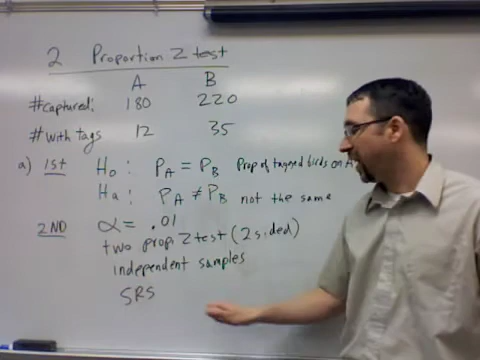 2 Proportion Z test
A B
#captured: 180 220
#with tags 12 35
a) 1st Ho: PA = PB Prop of tagged birds on
Ha: PA ≠ PB not the same
2ND α = .01
two prop Z test (2 sided)
independent samples
SRS